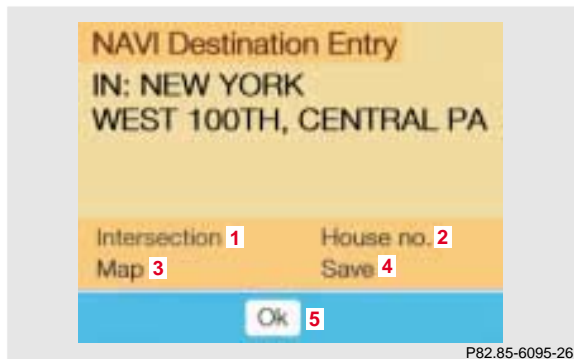 NAVI Destination Entry
IN: NEW YORK
WEST 100TH, CENTRAL PA
Intersection 1 House no. 2
Map 3 Save 4
Ok 5
P82.85-6095-26